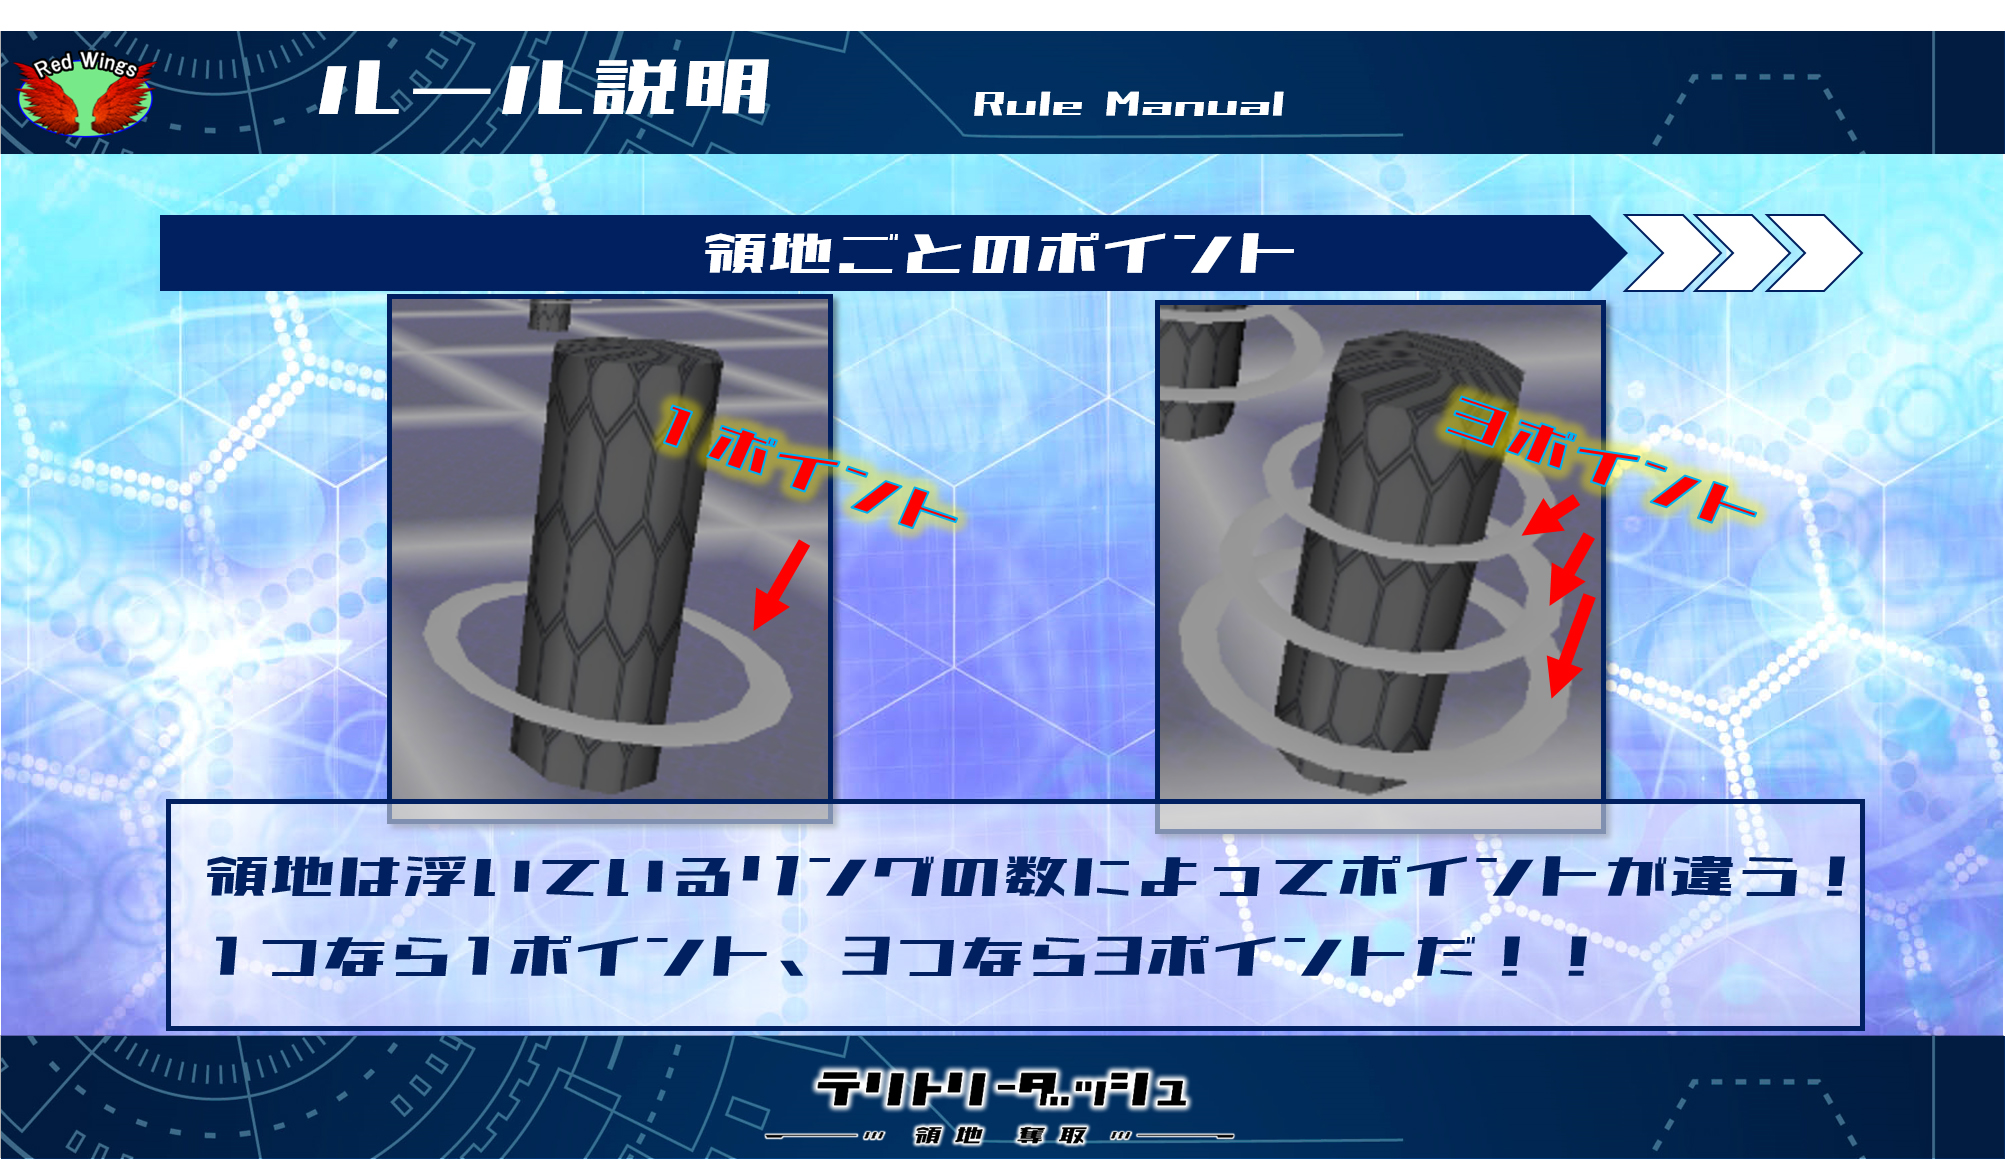 Red Wings
ルール説明
Rule Manual
領地ごとのポイント
1ポイント
3ポイント
領地は浮いているリングの数によってポイントが違う！
1つなら1ポイント、3つなら3ポイントだ！！
テリトリーダッシュ
領地 奪取